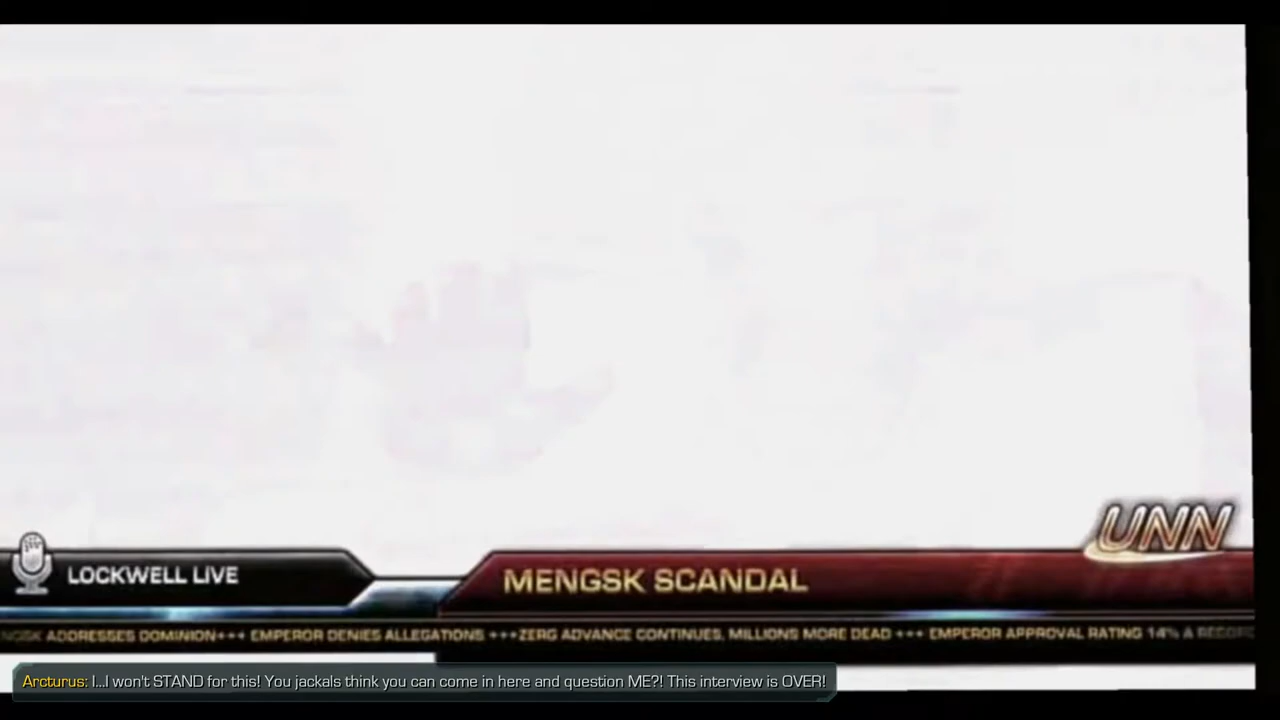 UNN
LOCKWELL LIVE
MENGSK SCANDAL
ADDRESSES DOMINION+++ EMPEROR DENIES ALLEGATIONS +++ZERG ADVANCE CONTINUES, MILLIONS MORE DEAD +++ EMPEROR APPROVAL RATING 14% A
Arcturus: I...I won't STAND for this! You jackals think you can come in here and question ME?! This interview is OVER!